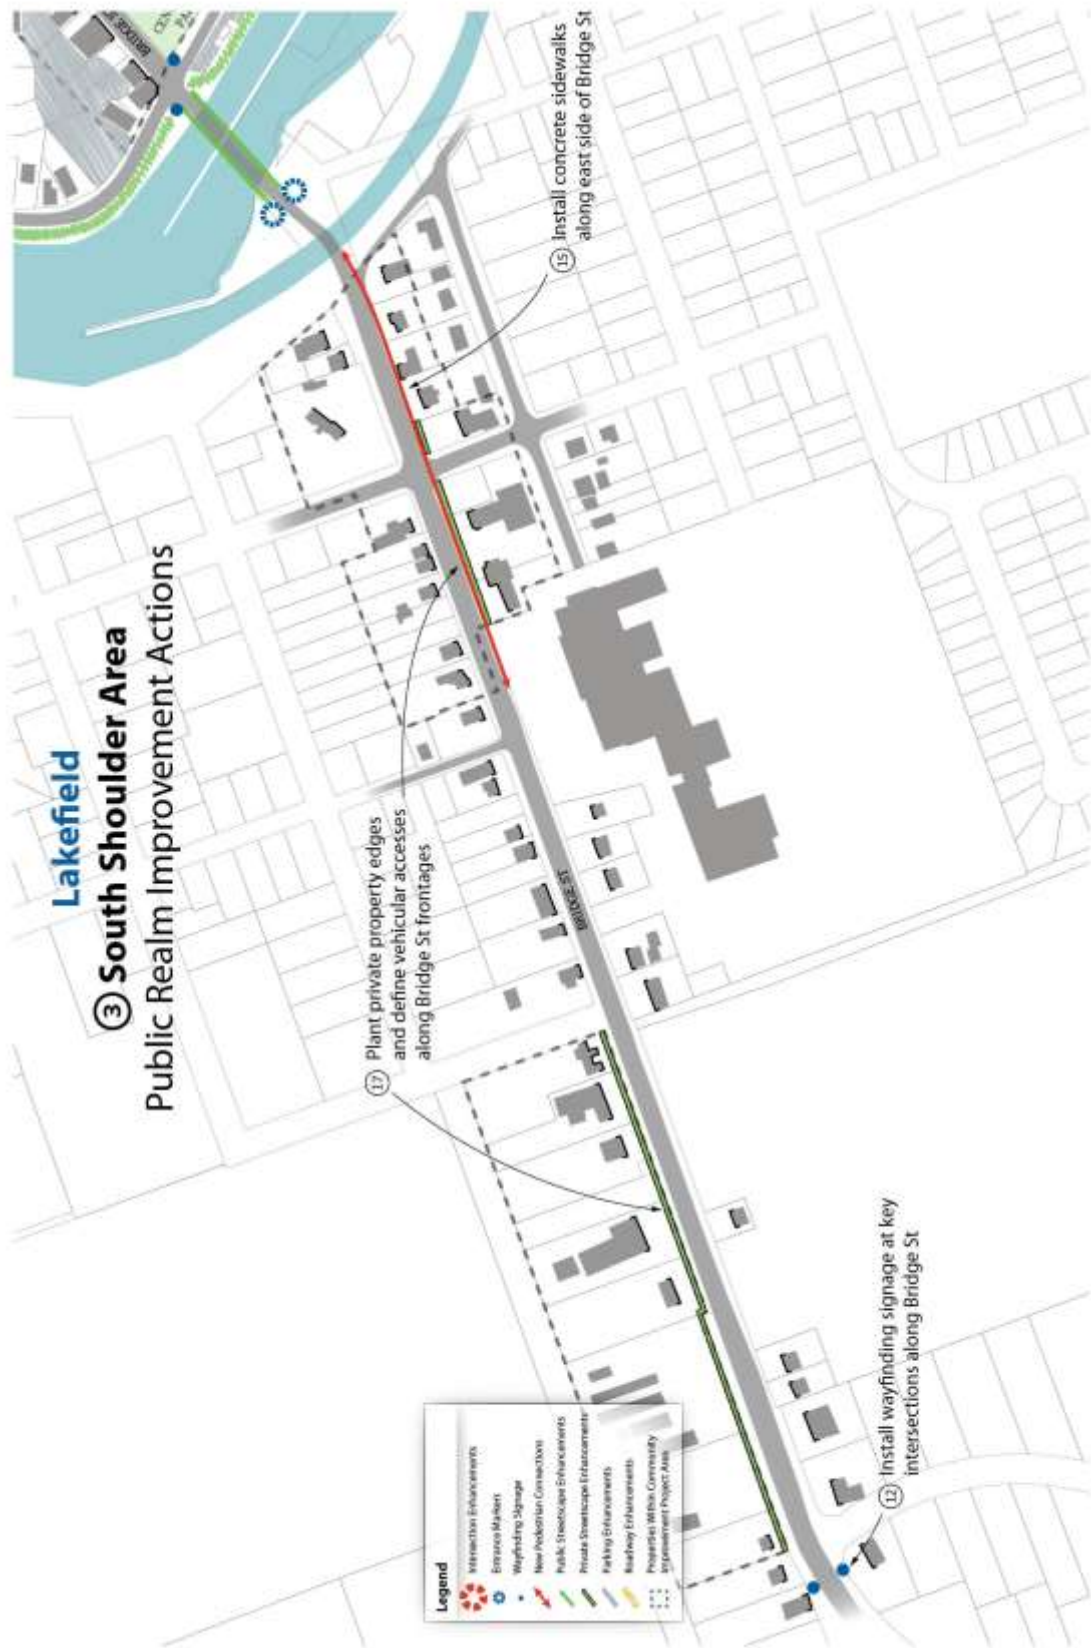 Lakefield
3 South Shoulder Area
Public Realm Improvement Actions
17 Plant private property edges
and define vehicular accesses
along Bridge St frontages
15 Install concrete sidewalks
along east side of Bridge St
12 Install wayfinding signage at key
intersections along Bridge St
BRIDGE ST
Legend
Intersection Enhancements
Entrance Markers
Wayfinding Signage
New Pedestrian Connections
Public Streetscape Enhancements
Private Streetscape Enhancements
Parking Enhancements
Roadway Enhancements
Properties Within Community
Improvement Project Area